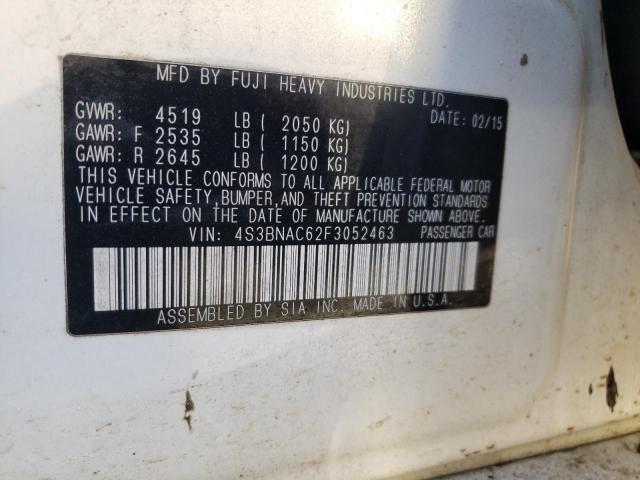 MFD BY FUJI HEAVY INDUSTRIES LTD.
GVWR: 4519 LB ( 2050 KG) DATE: 02/15
GAWR: F 2535 LB ( 1150 KG)
GAWR: R 2645 LB ( 1200 KG)
THIS VEHICLE CONFORMS TO ALL APPLICABLE FEDERAL MOTOR
VEHICLE SAFETY, BUMPER, AND THEFT PREVENTION STANDARDS
IN EFFECT ON THE DATE OF MANUFACTURE SHOWN ABOVE.
VIN: 4S3BNAC62F3052463 PASSENGER CAR
ASSEMBLED BY SIA INC. MADE IN U.S.A.